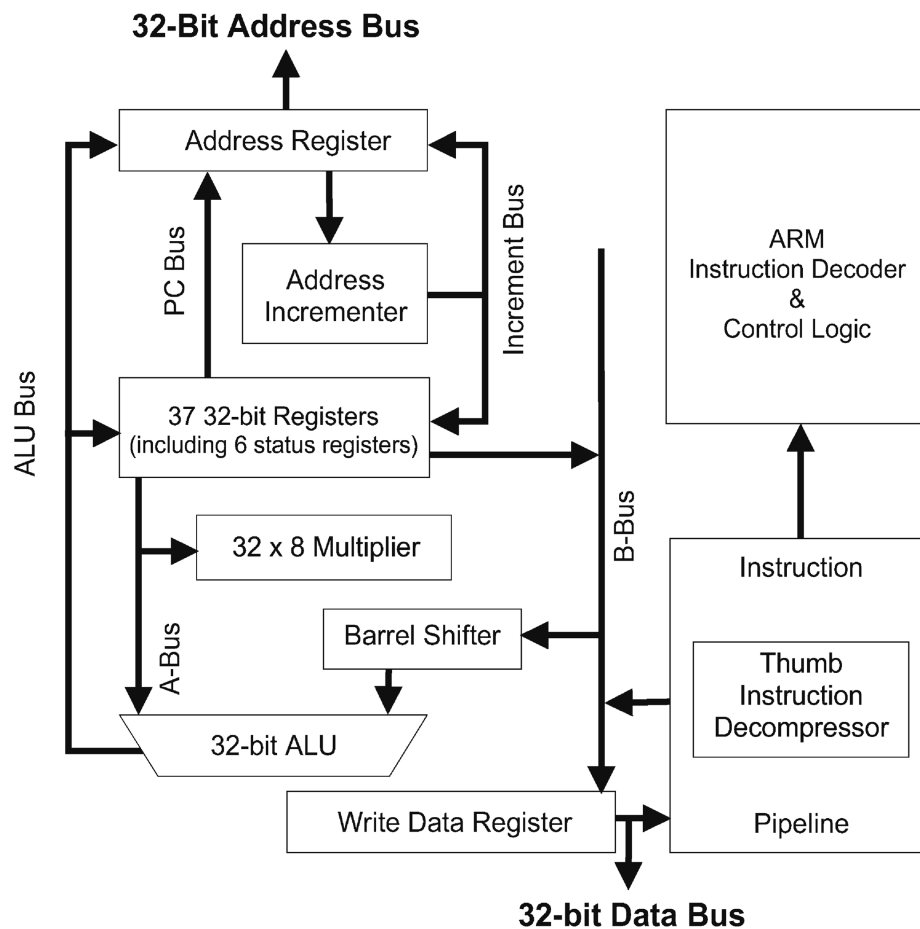 32-Bit Address Bus
Address Register
PC Bus
Increment Bus
Address
Incrementer
ARM
Instruction Decoder
&
Control Logic
ALU Bus
37 32-bit Registers
(including 6 status registers)
32 x 8 Multiplier
B-Bus
Instruction
A-Bus
Barrel Shifter
Thumb
Instruction
Decompressor
32-bit ALU
Write Data Register
Pipeline
32-bit Data Bus